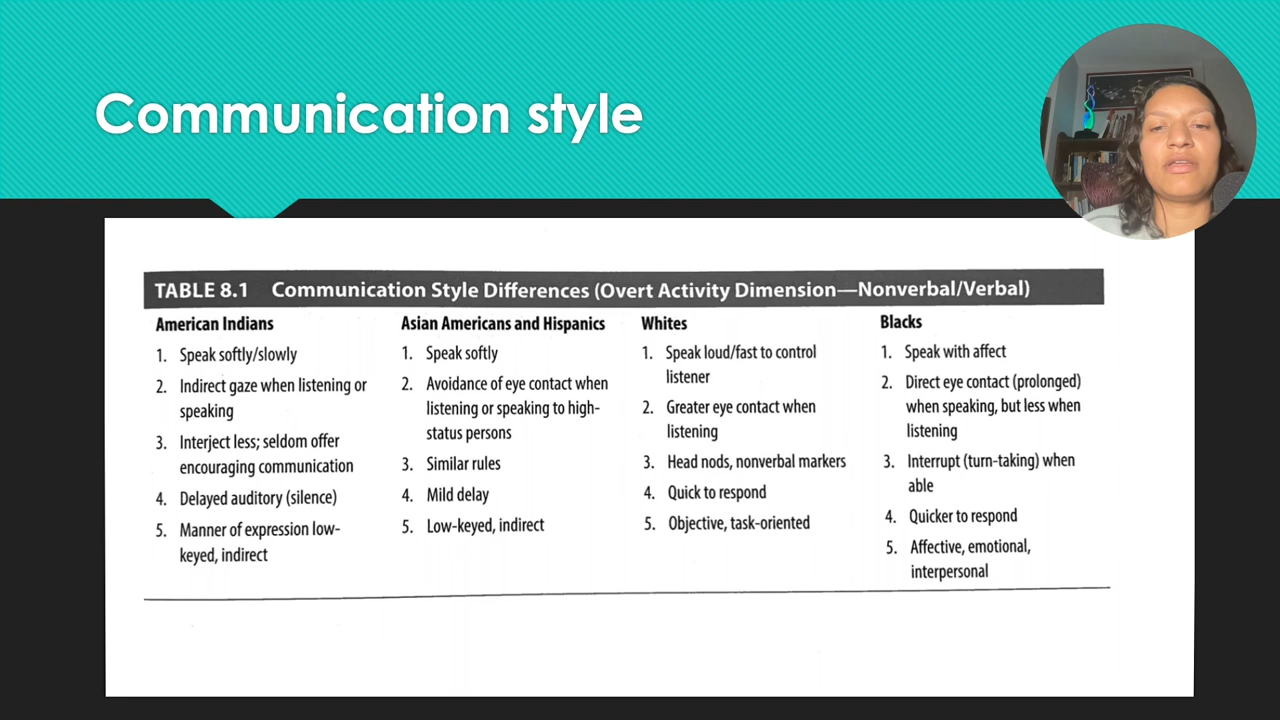 Communication style
TABLE 8.1 Communication Style Differences (Overt Activity Dimension—Nonverbal/Verbal)
American Indians
1. Speak softly/slowly
2. Indirect gaze when listening or
speaking
3. Interject less; seldom offer
encouraging communication
4. Delayed auditory (silence)
5. Manner of expression low-
keyed, indirect
Asian Americans and Hispanics
1. Speak softly
2. Avoidance of eye contact when
listening or speaking to high-
status persons
3. Similar rules
4. Mild delay
5. Low-keyed, indirect
Whites
1. Speak loud/fast to control
listener
2. Greater eye contact when
listening
3. Head nods, nonverbal markers
4. Quick to respond
5. Objective, task-oriented
Blacks
1. Speak with affect
2. Direct eye contact (prolonged)
when speaking, but less when
listening
3. Interrupt (turn-taking) when
able
4. Quicker to respond
5. Affective, emotional,
interpersonal